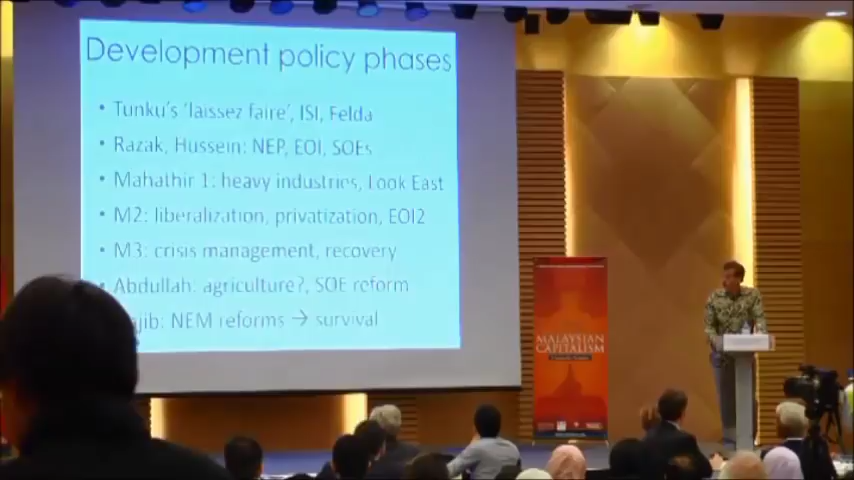 Development policy phases
• Tunku's 'laissez faire', ISI, Felda
• Razak, Hussein: NEP, EOI, SOEs
• Mahathir 1: heavy industries, Look East
• M2: liberalization, privatization, EOI2
• M3: crisis management, recovery
• Abdullah: agriculture?, SOE reform
ajib: NEM reforms → survival
MALAYSIAN
CAPITALISM